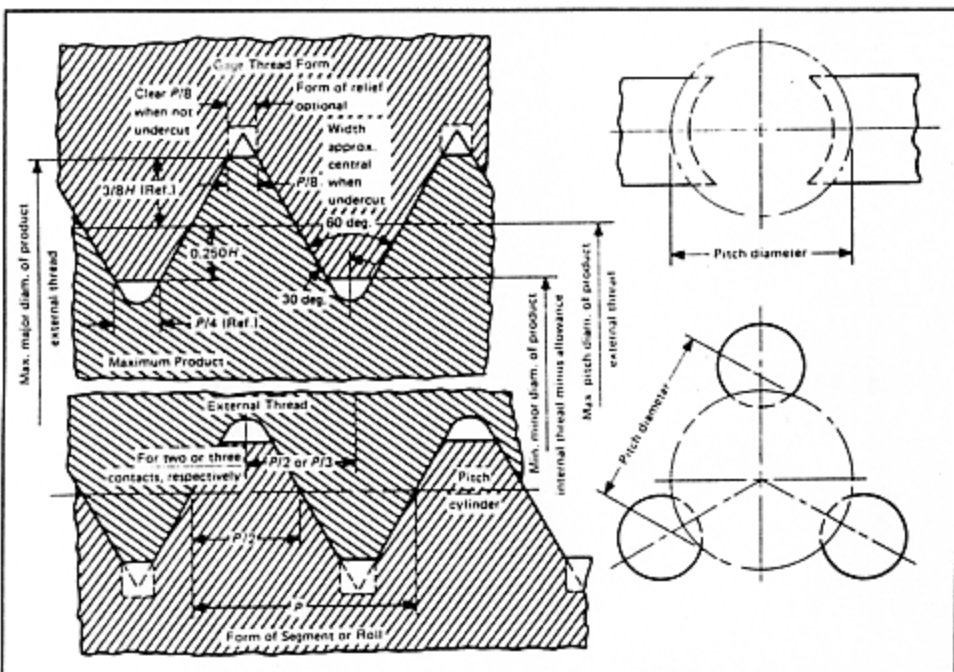 Gage Thread Form
Clear P/8
when not
undercut
Form of relief
optional
Width
approx.
central
when
undercut
3/8H (Ref.)
P/8
60 deg.
0.250H
30 deg.
P/4 (Ref.)
Maximum Product
External Thread
For two or three
contacts, respectively
P/2 or P/3
Pitch
cylinder
P/2
P
Form of Segment or Roll
Max. major diam. of product
external thread
Min. minor diam. of product
internal thread minus allowance
Max pitch diam. of product
external thread
Pitch diameter
Pitch diameter